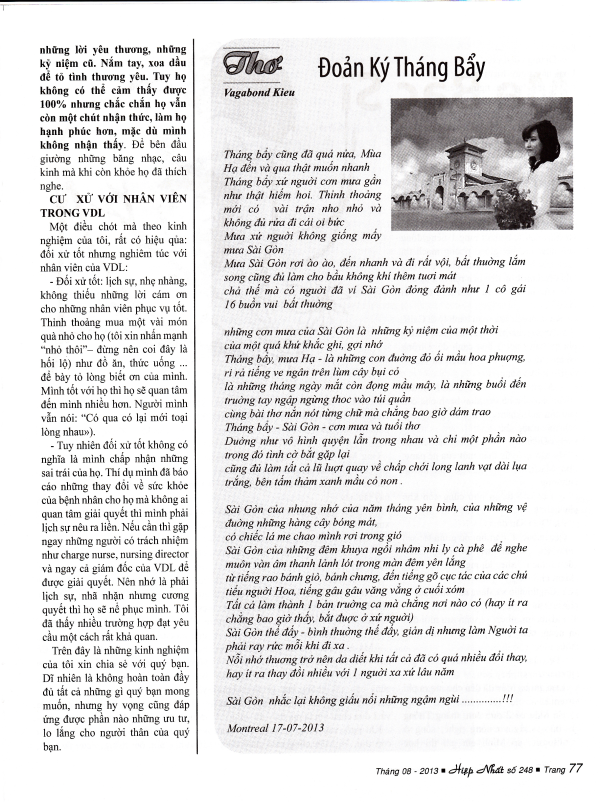 những lời yêu thương, những
kỷ niệm cũ. Nắm tay, xoa dầu
để tỏ tình thương yêu. Tuy họ
không có thể cảm thấy được
100% nhưng chắc chắn họ vẫn
còn một chút nhận thức, làm họ
hạnh phúc hơn, mặc dù mình
không nhận thấy. Để bên đầu
giường những băng nhạc, câu
kinh mà khi còn khỏe họ đã thích
nghe.
CƯ XỬ VỚI NHÂN VIÊN
TRONG VDL
Một điều chót mà theo kinh
nghiệm của tôi, rất có hiệu qủa:
đối xử tốt nhưng nghiêm túc với
nhân viên của VDL:
- Đối xử tốt: lịch sự, nhẹ nhàng,
không thiếu những lời cám ơn
cho những nhân viên phục vụ tốt.
Thỉnh thoảng mua một vài món
quà nhỏ cho họ (tôi xin nhấn mạnh
“nhỏ thôi”– đừng nên coi đây là
hối lộ) như đồ ăn, thức uống ...
để bày tỏ lòng biết ơn của mình.
Mình tốt với họ thì họ sẽ quan tâm
đến mình nhiều hơn. Người mình
vẫn nói: “Có qua có lại mới toại
lòng nhau»).
- Tuy nhiên đối xử tốt không có
nghĩa là mình chấp nhận những
sai trái của họ. Thí dụ mình đã báo
cáo những thay đổi về sức khỏe
của bệnh nhân cho họ mà không ai
quan tâm giải quyết thì mình phải
lịch sự nêu ra liền. Nếu cần thì gặp
ngay những người có trách nhiệm
như charge nurse, nursing director
và ngay cả giám đốc của VDL để
được giải quyết. Nên nhớ là phải
lịch sự, nhã nhặn nhưng cương
quyết thì họ sẽ nể phục mình. Tôi
đã thấy nhiều trường hợp đạt yêu
cầu một cách rất khả quan.
Trên đây là những kinh nghiệm
của tôi xin chia sẻ với quý bạn.
Dĩ nhiên là không hoàn toàn đầy
đủ tất cả những gì quý bạn mong
muốn, nhưng hy vọng cũng đáp
ứng được phần nào những ưu tư,
lo lắng cho người thân của quý
bạn.
Thơ
Đoản Ký Tháng Bẩy
Vagabond Kieu
Tháng bẩy cũng đã quá nửa, Mùa
Hạ đến và qua thật muốn nhanh
Tháng bẩy xứ người cơn mưa gần
như thật hiếm hoi. Thỉnh thoảng
mới có vài trận nho nhỏ và
không đủ rửa đi cái oi bức
Mưa xứ người không giống mấy
mưa Sài Gòn
Mưa Sài Gòn rơi ào ào, đến nhanh và đi rất vội, bất thường lắm
song cũng đủ làm cho bầu không khí thêm tươi mát
chả thế mà có người đã ví Sài Gòn đỏng đảnh như 1 cô gái
16 buồn vui bất thường
những cơn mưa của Sài Gòn là những kỷ niệm của một thời
của một quá khứ khắc ghi, gợi nhớ
Tháng bẩy, mưa Hạ - là những con đường đỏ ối mầu hoa phượng,
rỉ rả tiếng ve ngân trên lùm cây bụi cỏ
là những tháng ngày mắt còn đọng mầu mây, là những buổi đến
trường tay ngập ngừng thọc vào túi quần
cùng bài thơ nắn nót từng chữ mà chẳng bao giờ dám trao
Tháng bẩy - Sài Gòn - cơn mưa và tuổi thơ
Dường như vô hình quyện lẫn trong nhau và chỉ một phần nào
trong đó tình cờ bắt gặp lại
cũng đủ làm tất cả lũ lượt quay về chấp chới long lanh vạt dài lụa
trắng, bên tấm thảm xanh mầu cỏ non .
Sài Gòn của nhung nhớ của năm tháng yên bình, của những vệ
đường những hàng cây bóng mát,
có chiếc lá me chao mình rơi trong gió
Sài Gòn của những đêm khuya ngồi nhâm nhi ly cà phê để nghe
muôn vàn âm thanh lảnh lót trong màn đêm yên lắng
từ tiếng rao bánh giò, bánh chưng, đến tiếng gõ cục tác của các chú
tiểu người Hoa, tiếng gâu gâu văng vẳng ở cuối xóm
Tất cả làm thành 1 bản trường ca mà chẳng nơi nào có (hay ít ra
chẳng bao giờ thấy, bắt được ở xứ người)
Sài Gòn thế đấy - bình thường thế đấy, giản dị nhưng làm Người ta
phải ray rức mỗi khi đi xa .
Nỗi nhớ thương trở nên da diết khi tất cả đã có quá nhiều đổi thay,
hay ít ra thay đổi nhiều với 1 người xa xứ lâu năm
Sài Gòn nhắc lại không giấu nổi những ngậm ngùi ..............!!!
Montreal 17-07-2013
Tháng 08 - 2013 ■ Hiệp Nhất số 248 ■ Trang 77